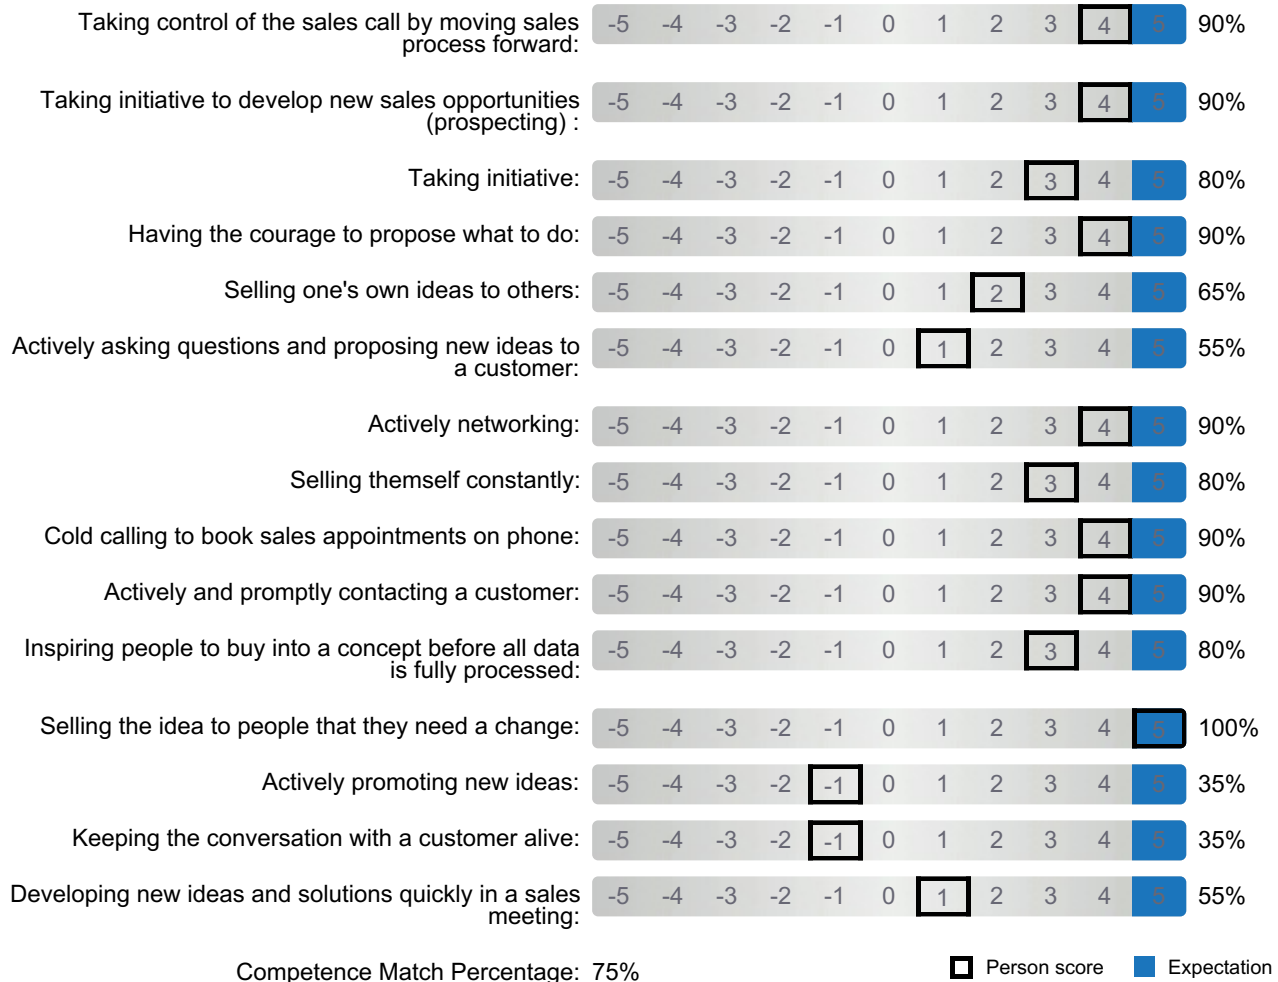 Taking control of the sales call by moving sales
process forward:
-5 -4 -3 -2 -1 0 1 2 3 4 5 90%
Taking initiative to develop new sales opportunities
(prospecting) :
-5 -4 -3 -2 -1 0 1 2 3 4 5 90%
Taking initiative: -5 -4 -3 -2 -1 0 1 2 3 4 5 80%
Having the courage to propose what to do: -5 -4 -3 -2 -1 0 1 2 3 4 5 90%
Selling one's own ideas to others: -5 -4 -3 -2 -1 0 1 2 3 4 5 65%
Actively asking questions and proposing new ideas to
a customer:
-5 -4 -3 -2 -1 0 1 2 3 4 5 55%
Actively networking: -5 -4 -3 -2 -1 0 1 2 3 4 5 90%
Selling themself constantly: -5 -4 -3 -2 -1 0 1 2 3 4 5 80%
Cold calling to book sales appointments on phone: -5 -4 -3 -2 -1 0 1 2 3 4 5 90%
Actively and promptly contacting a customer: -5 -4 -3 -2 -1 0 1 2 3 4 5 90%
Inspiring people to buy into a concept before all data
is fully processed:
-5 -4 -3 -2 -1 0 1 2 3 4 5 80%
Selling the idea to people that they need a change: -5 -4 -3 -2 -1 0 1 2 3 4 5 100%
Actively promoting new ideas: -5 -4 -3 -2 -1 0 1 2 3 4 5 35%
Keeping the conversation with a customer alive: -5 -4 -3 -2 -1 0 1 2 3 4 5 35%
Developing new ideas and solutions quickly in a sales
meeting:
-5 -4 -3 -2 -1 0 1 2 3 4 5 55%
Competence Match Percentage: 75% Person score Expectation